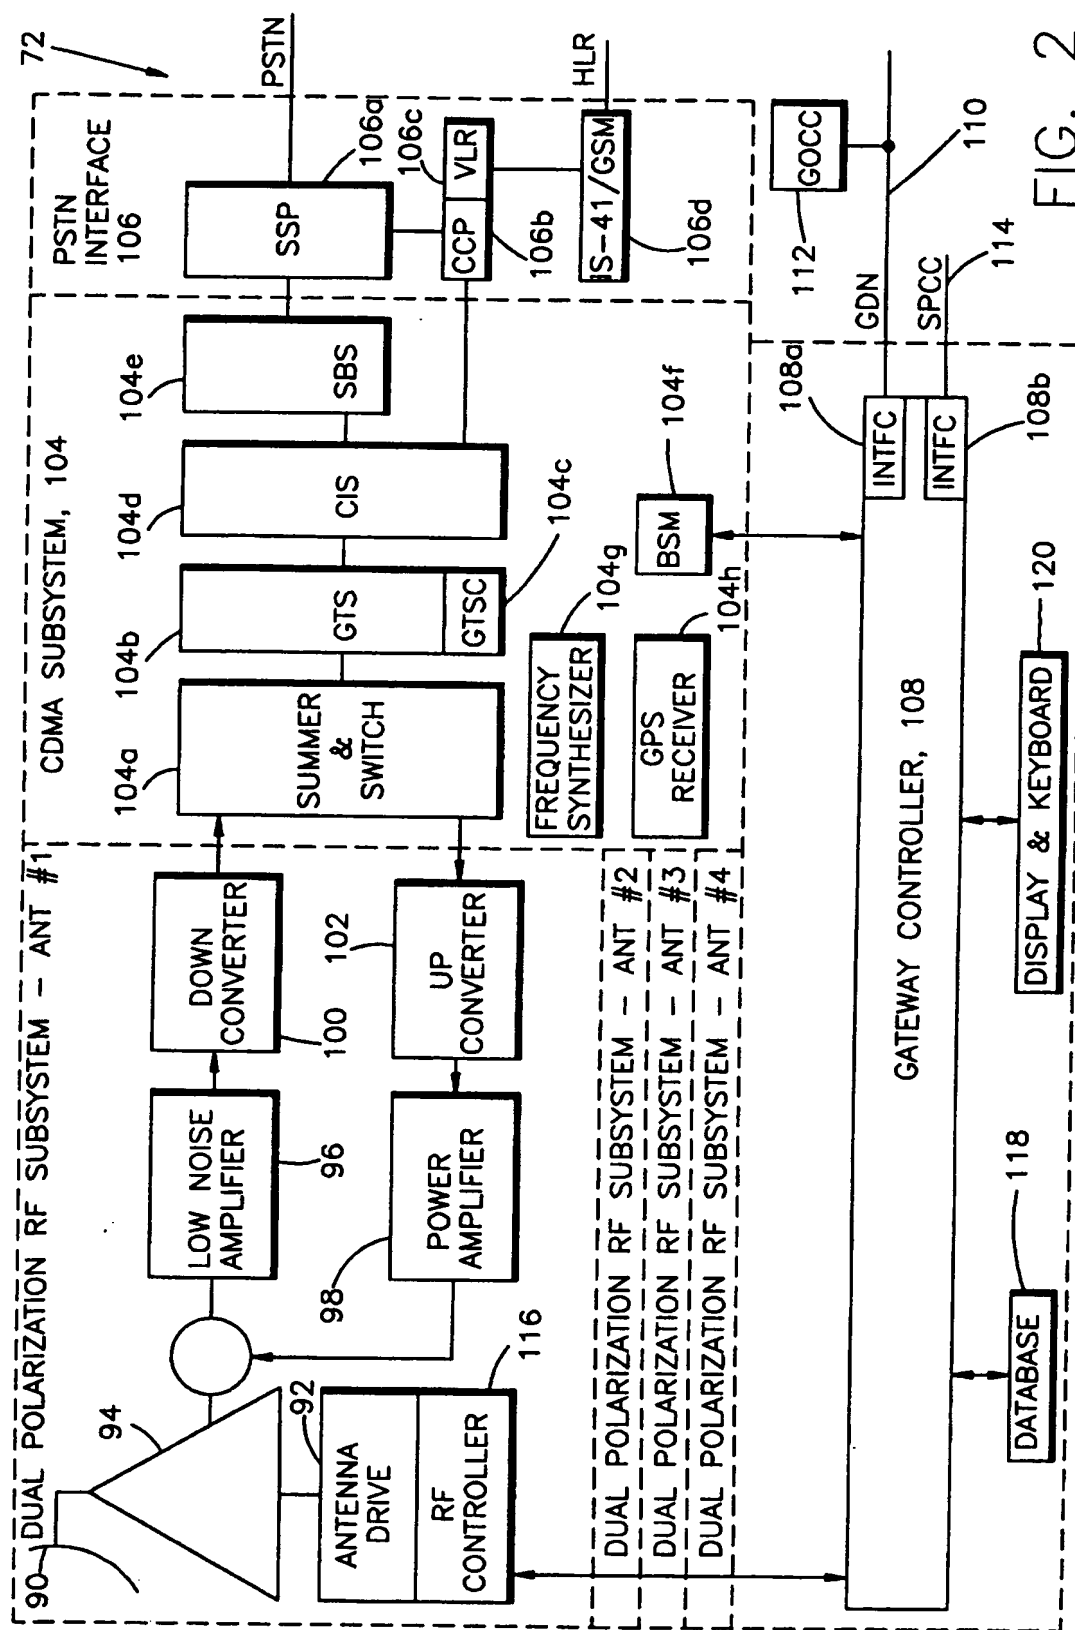 72
DUAL POLARIZATION RF SUBSYSTEM – ANT #1
CDMA SUBSYSTEM, 104
PSTN
INTERFACE
106
90
94
92
ANTENNA
DRIVE
RF
CONTROLLER
116
LOW NOISE
AMPLIFIER
96
DOWN
CONVERTER
100
98
POWER
AMPLIFIER
102
UP
CONVERTER
104a
SUMMER
&
SWITCH
104b
GTS
GTSC
104c
104d
CIS
104e
SBS
SSP
106a
PSTN
CCP
VLR
106c
106b
IS-41/GSM
106d
HLR
FREQUENCY
SYNTHESIZER
104g
GPS
RECEIVER
104h
BSM
104f
DUAL POLARIZATION RF SUBSYSTEM – ANT #2
DUAL POLARIZATION RF SUBSYSTEM – ANT #3
DUAL POLARIZATION RF SUBSYSTEM – ANT #4
GATEWAY CONTROLLER, 108
INTFC
108a
INTFC
108b
GDN
SPCC
114
GOCC
112
110
DATABASE
118
DISPLAY & KEYBOARD
120
FIG. 2